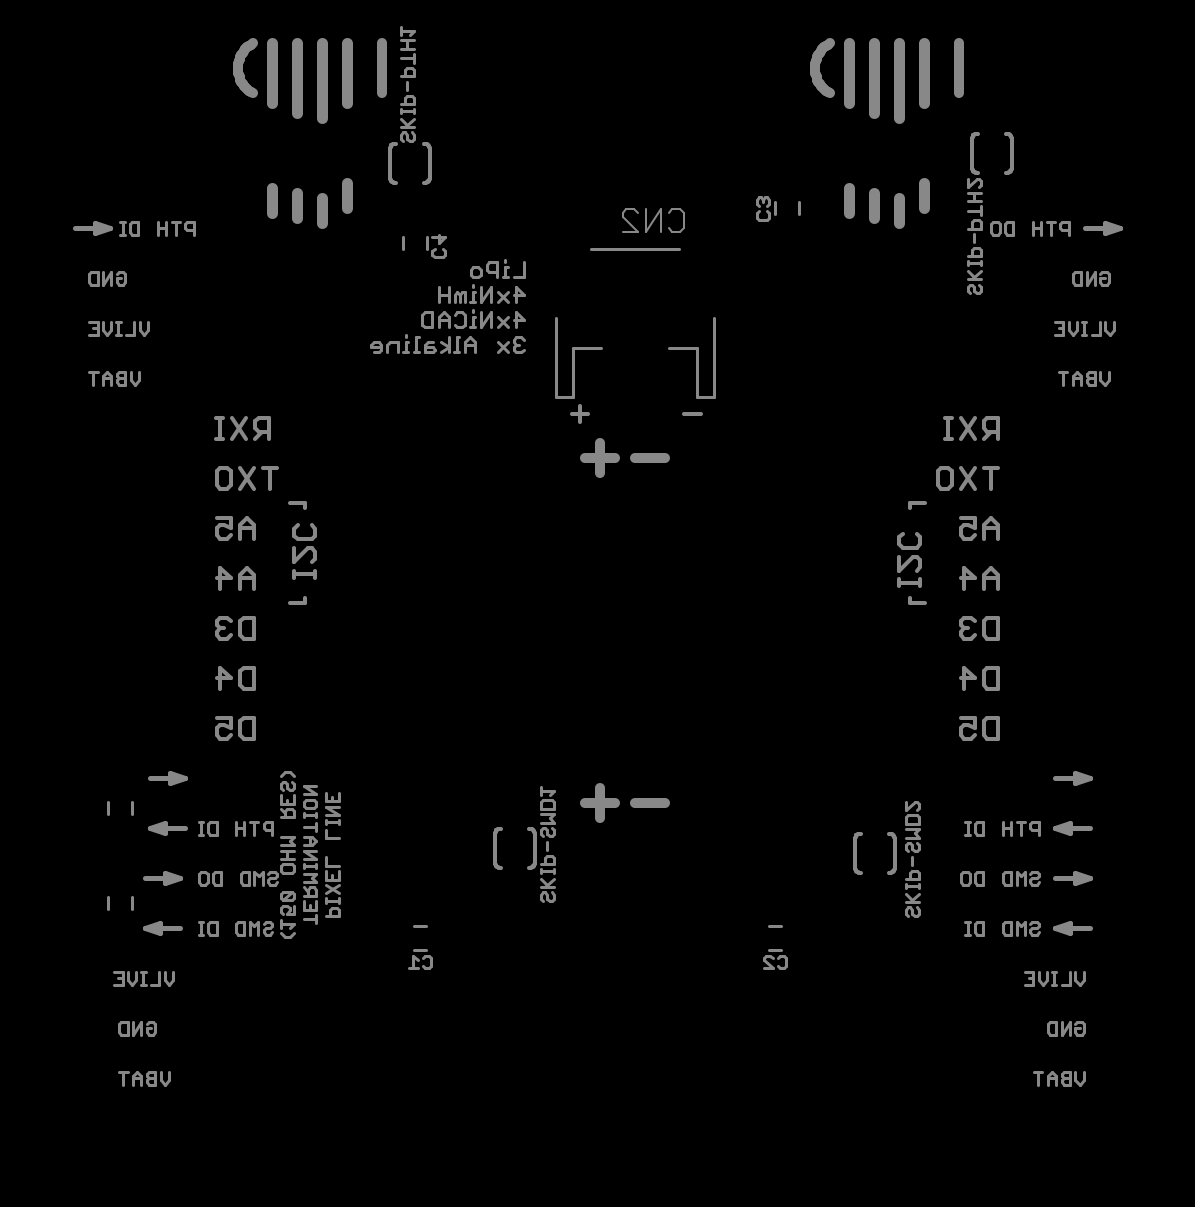 SKIP-PTH1
SKIP-PTH2
C3
CN2
C4
PTH DI
PTH DO
GND
GND
VLIVE
VLIVE
VBAT
VBAT
LiPo
4xNimH
4xNiCAD
3x Alkaline
+ -
+ -
RXI
RXI
TXO
TXO
A5
A5
I2C
I2C
A4
A4
D3
D3
D4
D4
D5
D5
PIXEL LINE
TERMINATION
(150 OHM RES)
SKIP-SMD1
+ -
SKIP-SMD2
PTH DI
PTH DI
SMD DO
SMD DO
SMD DI
SMD DI
C1
C2
VLIVE
VLIVE
GND
GND
VBAT
VBAT